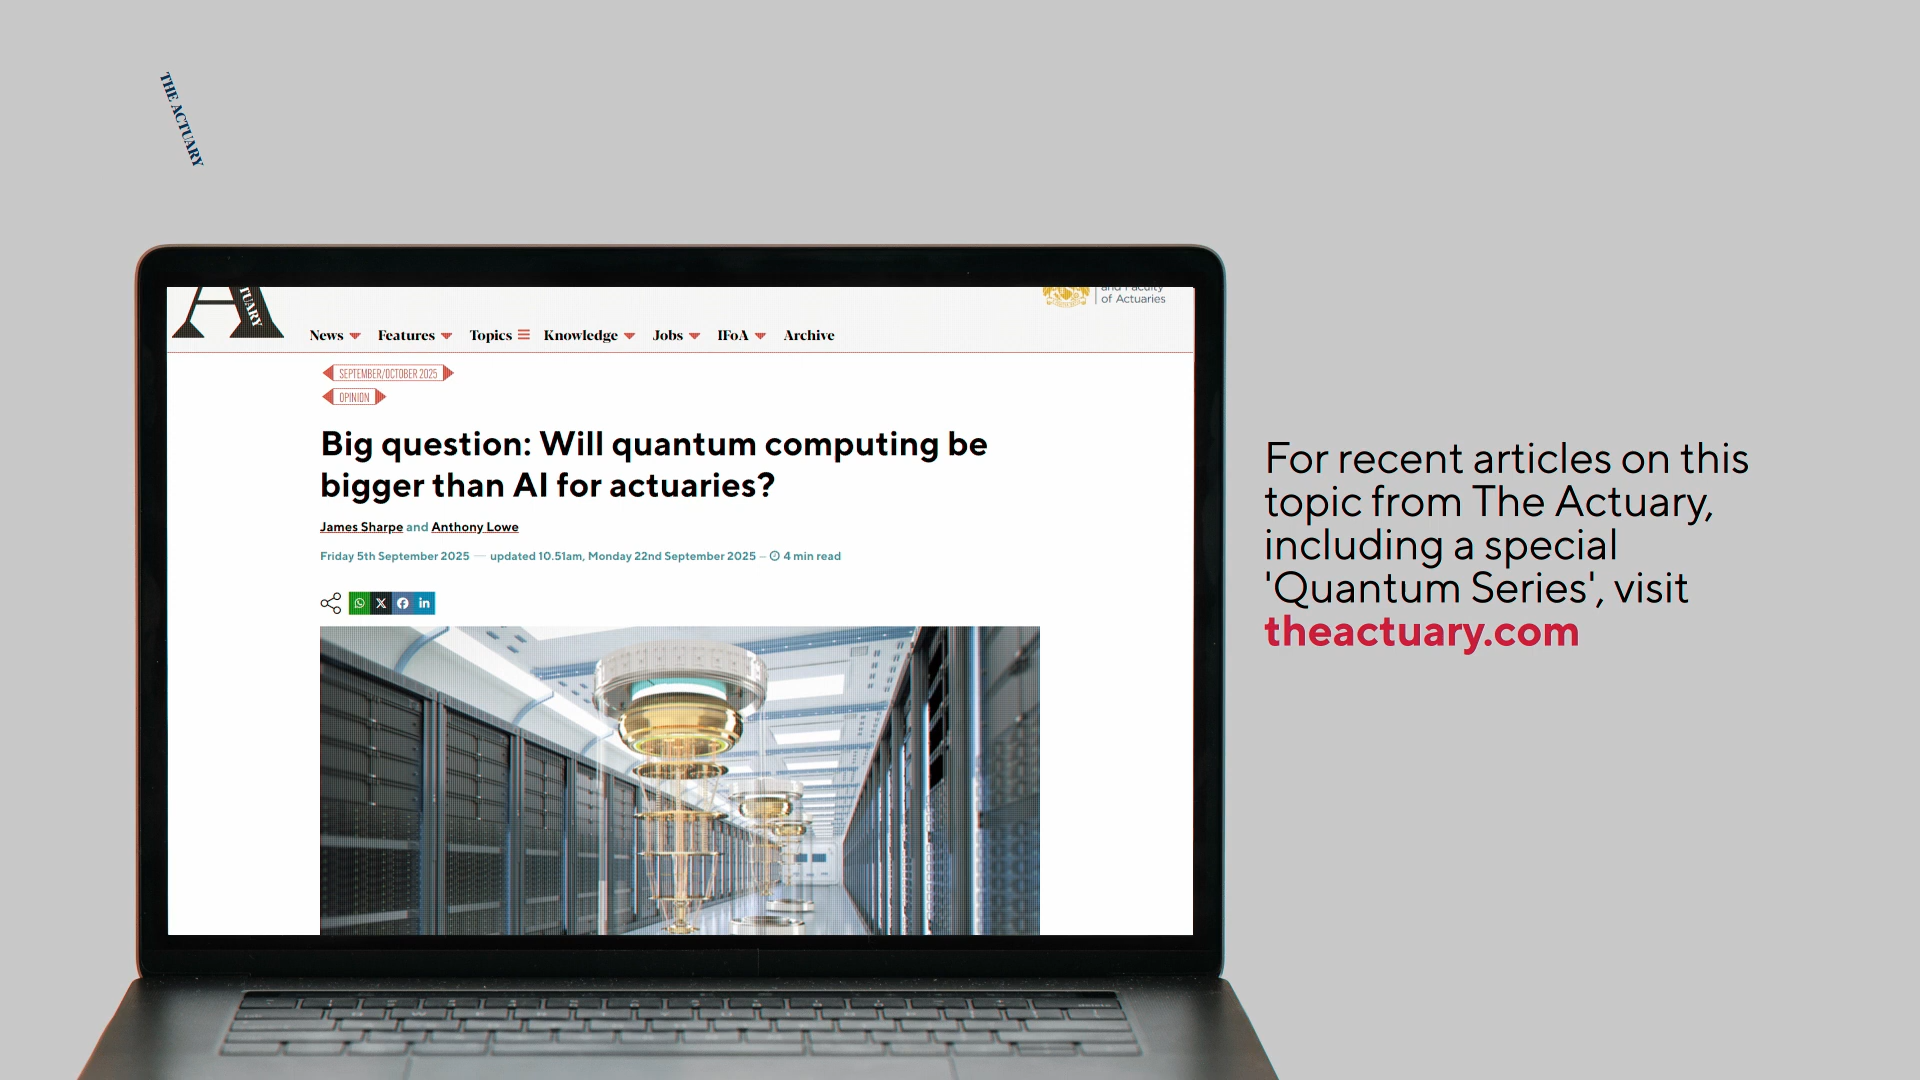 THE ACTUARY
TUARY
and Faculty
of Actuaries
News Features Topics Knowledge Jobs IFoA Archive
SEPTEMBER/OCTOBER 2025
OPINION
Big question: Will quantum computing be
bigger than AI for actuaries?
James Sharpe and Anthony Lowe
Friday 5th September 2025 — updated 10.51am, Monday 22nd September 2025 – 4 min read
For recent articles on this
topic from The Actuary,
including a special
'Quantum Series', visit
theactuary.com